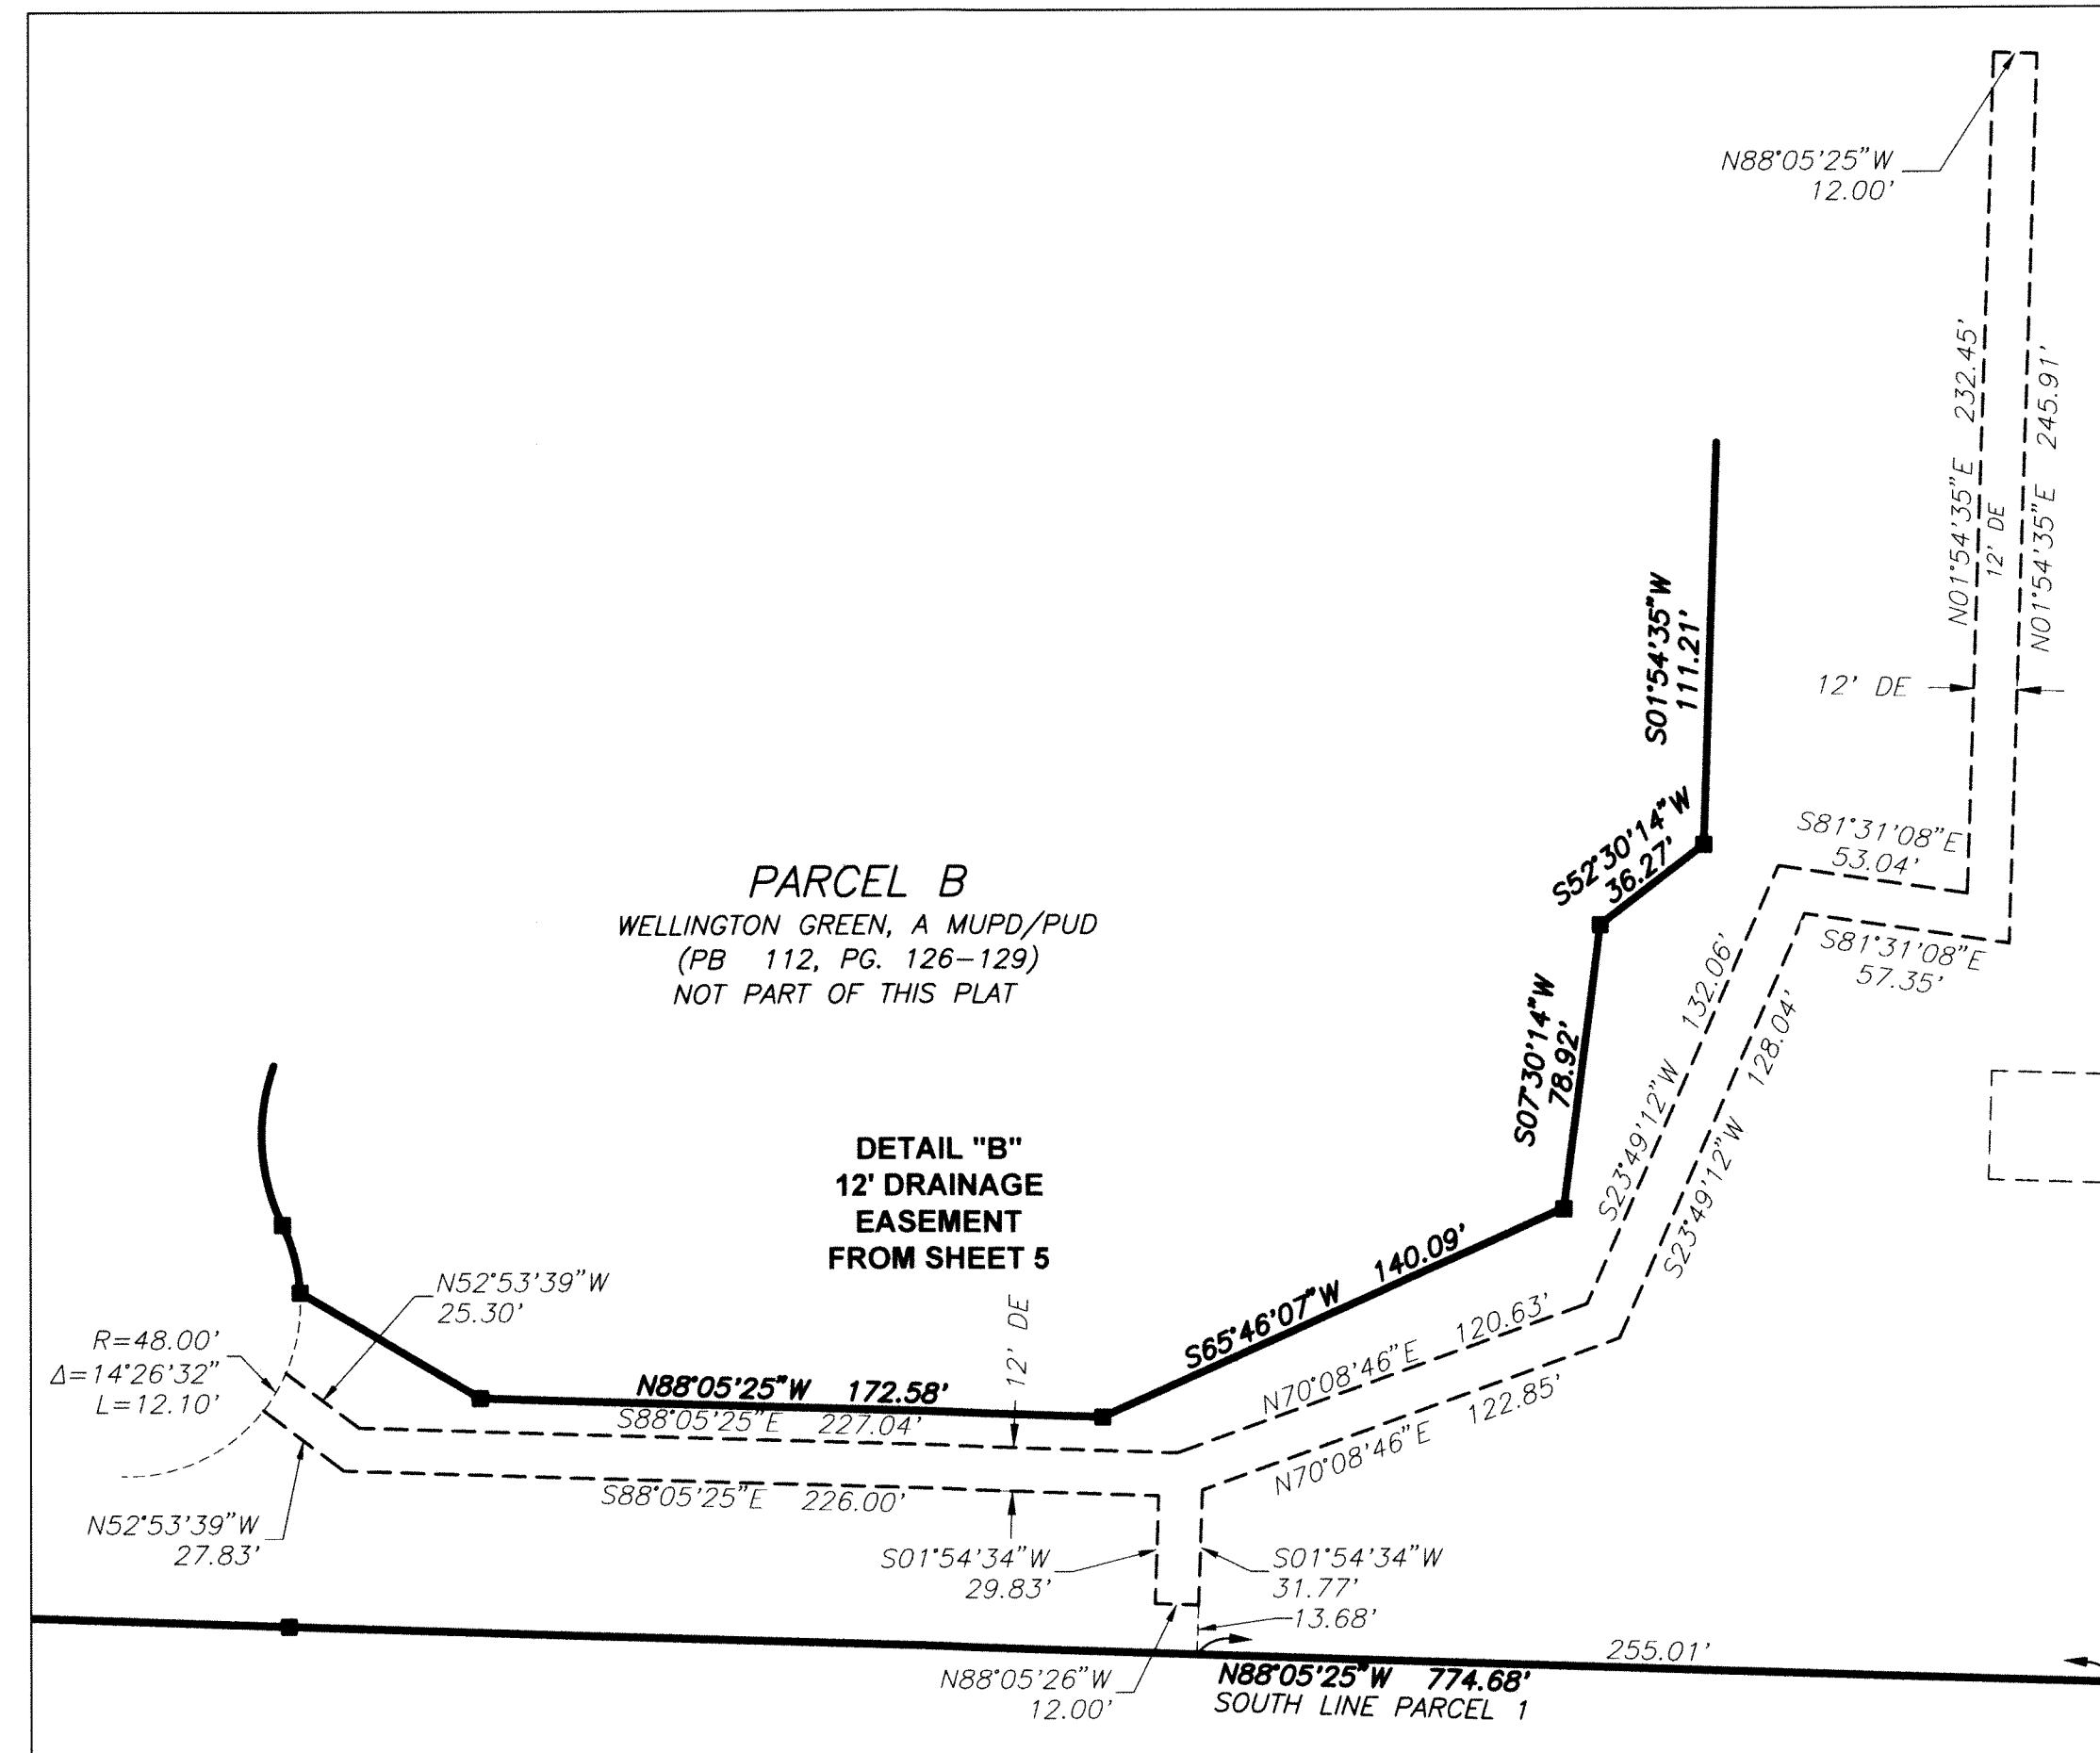 N88°05'25"W
12.00'
N01°54'35"E 232.45'
12' DE
N01°54'35"E 245.91'
S01°54'35"W
111.21'
12' DE
S52°30'14"W
36.27'
S81°31'08"E
53.04'
S81°31'08"E
57.35'
PARCEL B
WELLINGTON GREEN, A MUPD/PUD
(PB 112, PG. 126-129)
NOT PART OF THIS PLAT
S07°30'14"W
78.92'
S23°49'12"W 132.06'
S23°49'12"W 128.04'
DETAIL "B"
12' DRAINAGE
EASEMENT
FROM SHEET 5
N52°53'39"W
25.30'
R=48.00'
Δ=14°26'32"
L=12.10'
12' DE
S65°46'07"W 140.09'
N70°08'46"E 120.63'
N88°05'25"W 172.58'
S88°05'25"E 227.04'
N70°08'46"E 122.85'
S88°05'25"E 226.00'
N52°53'39"W
27.83'
S01°54'34"W
29.83'
S01°54'34"W
31.77'
13.68'
255.01'
N88°05'26"W
12.00'
N88°05'25"W 774.68'
SOUTH LINE PARCEL 1